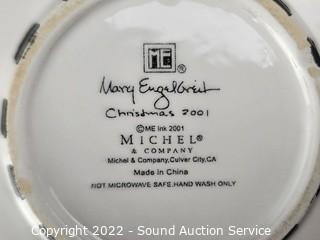 ME®
Mary Engelbreit
Christmas 2001
©ME Ink 2001
MICHEL®
& COMPANY
Michel & Company, Culver City, CA
Made in China
NOT MICROWAVE SAFE. HAND WASH ONLY
Copyright 2022 - Sound Auction Service